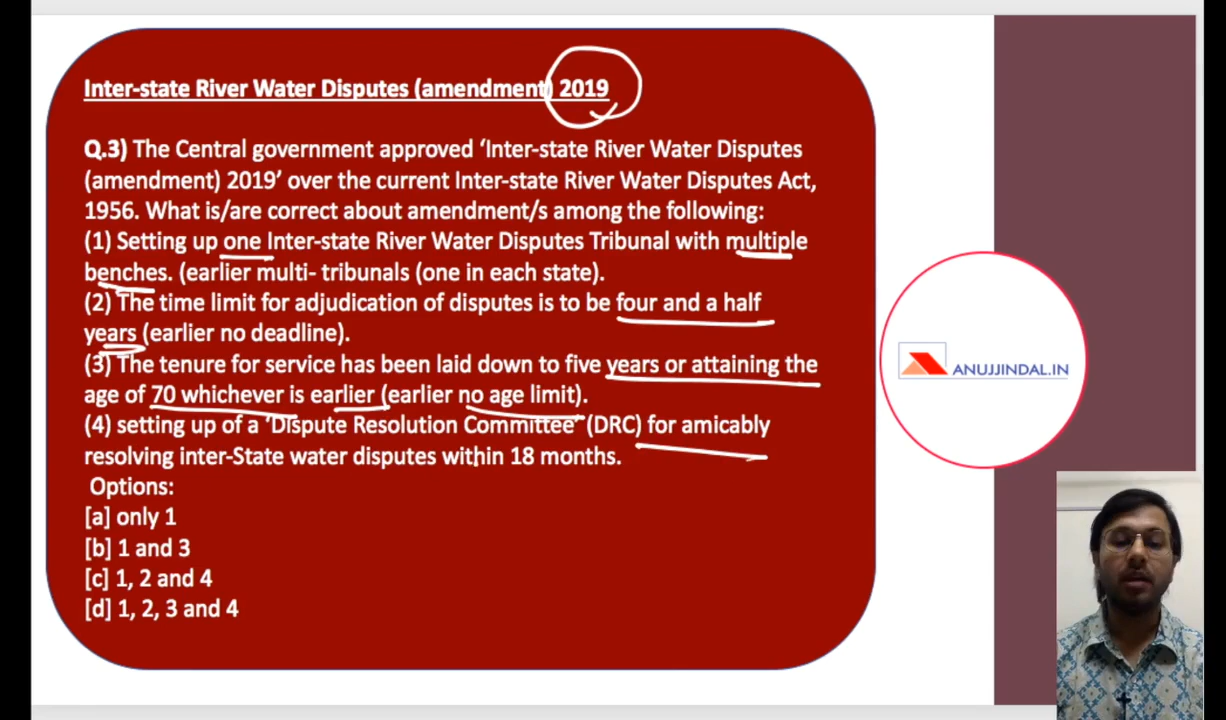 Inter-state River Water Disputes (amendment) 2019
Q.3) The Central government approved ‘Inter-state River Water Disputes
(amendment) 2019’ over the current Inter-state River Water Disputes Act,
1956. What is/are correct about amendment/s among the following:
(1) Setting up one Inter-state River Water Disputes Tribunal with multiple
benches. (earlier multi- tribunals (one in each state).
(2) The time limit for adjudication of disputes is to be four and a half
years (earlier no deadline).
(3) The tenure for service has been laid down to five years or attaining the
age of 70 whichever is earlier (earlier no age limit).
(4) setting up of a ‘Dispute Resolution Committee’ (DRC) for amicably
resolving inter-State water disputes within 18 months.
Options:
[a] only 1
[b] 1 and 3
[c] 1, 2 and 4
[d] 1, 2, 3 and 4
ANUJJINDAL.IN